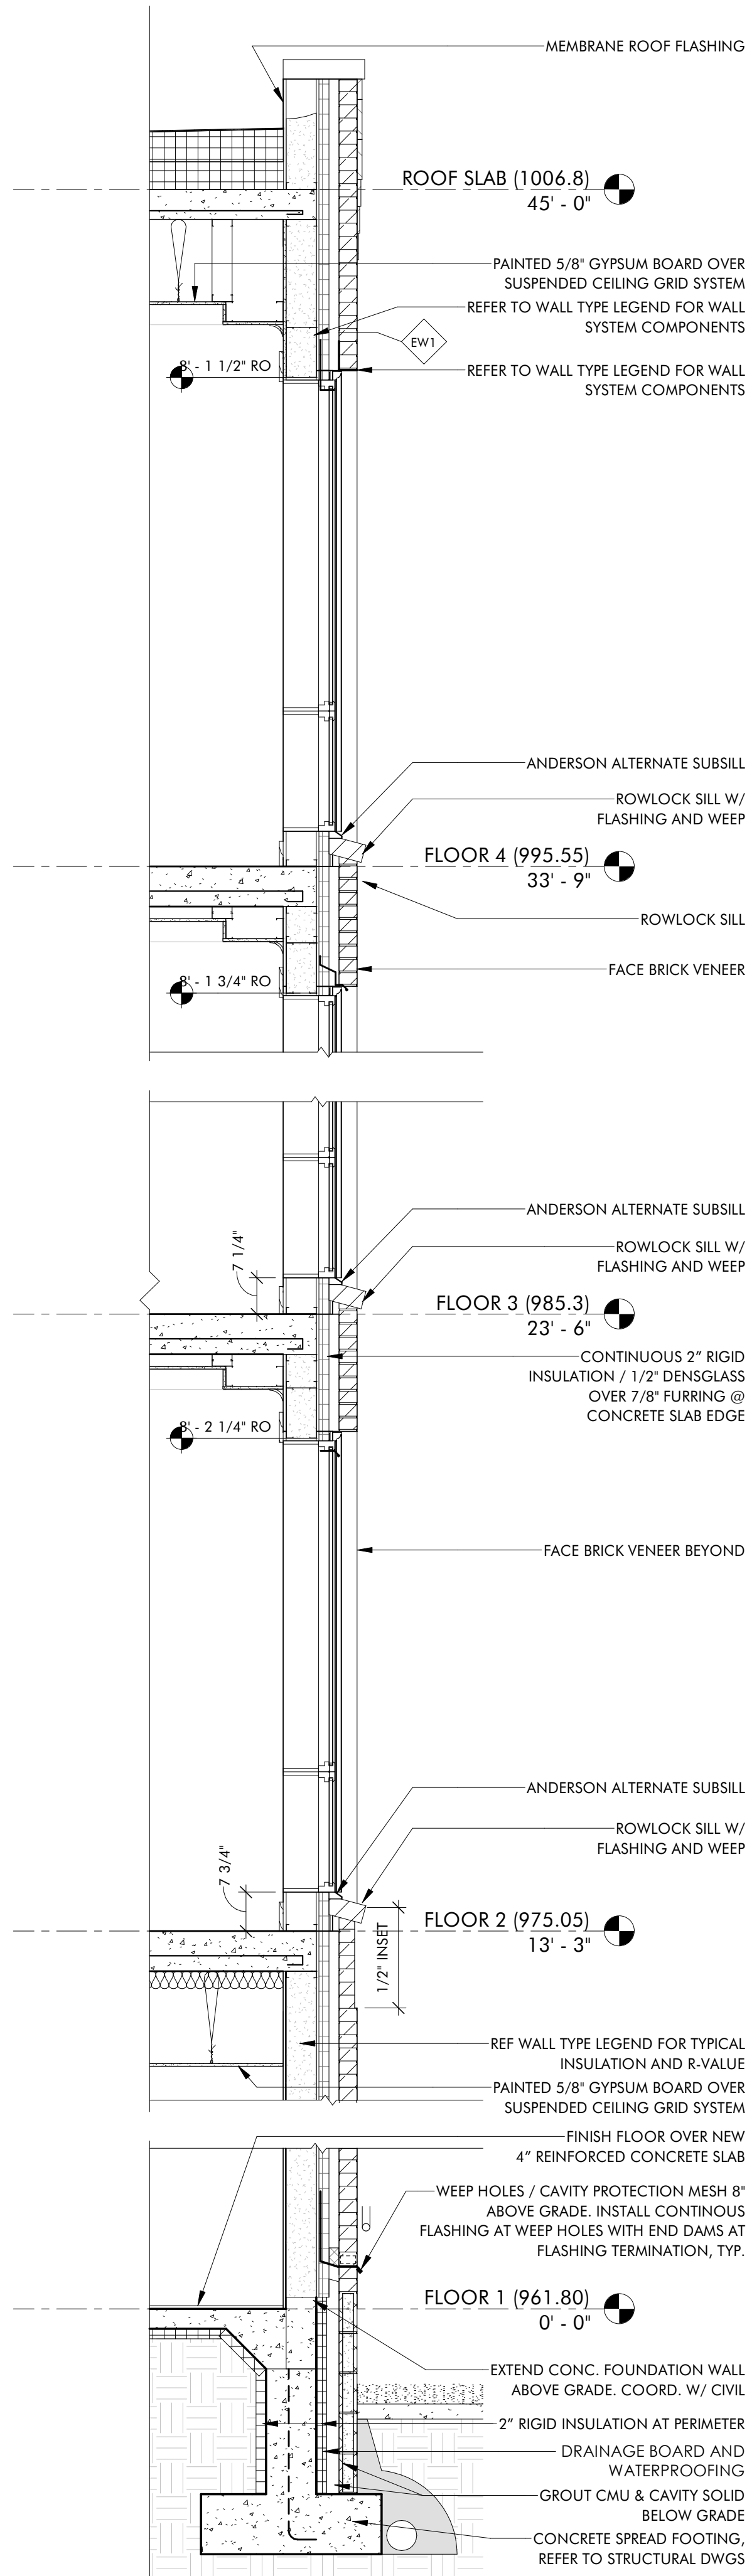 MEMBRANE ROOF FLASHING
ROOF SLAB (1006.8)
45' - 0"
PAINTED 5/8" GYPSUM BOARD OVER
SUSPENDED CEILING GRID SYSTEM
REFER TO WALL TYPE LEGEND FOR WALL
SYSTEM COMPONENTS
EW1
8' - 1 1/2" RO
REFER TO WALL TYPE LEGEND FOR WALL
SYSTEM COMPONENTS
ANDERSON ALTERNATE SUBSILL
ROWLOCK SILL W/
FLASHING AND WEEP
FLOOR 4 (995.55)
33' - 9"
ROWLOCK SILL
FACE BRICK VENEER
8' - 1 3/4" RO
ANDERSON ALTERNATE SUBSILL
7 1/4"
ROWLOCK SILL W/
FLASHING AND WEEP
FLOOR 3 (985.3)
23' - 6"
CONTINUOUS 2” RIGID
INSULATION / 1/2" DENSGLASS
OVER 7/8" FURRING @
CONCRETE SLAB EDGE
8' - 2 1/4" RO
FACE BRICK VENEER BEYOND
ANDERSON ALTERNATE SUBSILL
ROWLOCK SILL W/
FLASHING AND WEEP
7 3/4"
FLOOR 2 (975.05)
13' - 3"
1/2" INSET
REF WALL TYPE LEGEND FOR TYPICAL
INSULATION AND R-VALUE
PAINTED 5/8" GYPSUM BOARD OVER
SUSPENDED CEILING GRID SYSTEM
FINISH FLOOR OVER NEW
4” REINFORCED CONCRETE SLAB
WEEP HOLES / CAVITY PROTECTION MESH 8"
ABOVE GRADE. INSTALL CONTINOUS
FLASHING AT WEEP HOLES WITH END DAMS AT
FLASHING TERMINATION, TYP.
FLOOR 1 (961.80)
0' - 0"
EXTEND CONC. FOUNDATION WALL
ABOVE GRADE. COORD. W/ CIVIL
2” RIGID INSULATION AT PERIMETER
DRAINAGE BOARD AND
WATERPROOFING
GROUT CMU & CAVITY SOLID
BELOW GRADE
CONCRETE SPREAD FOOTING,
REFER TO STRUCTURAL DWGS